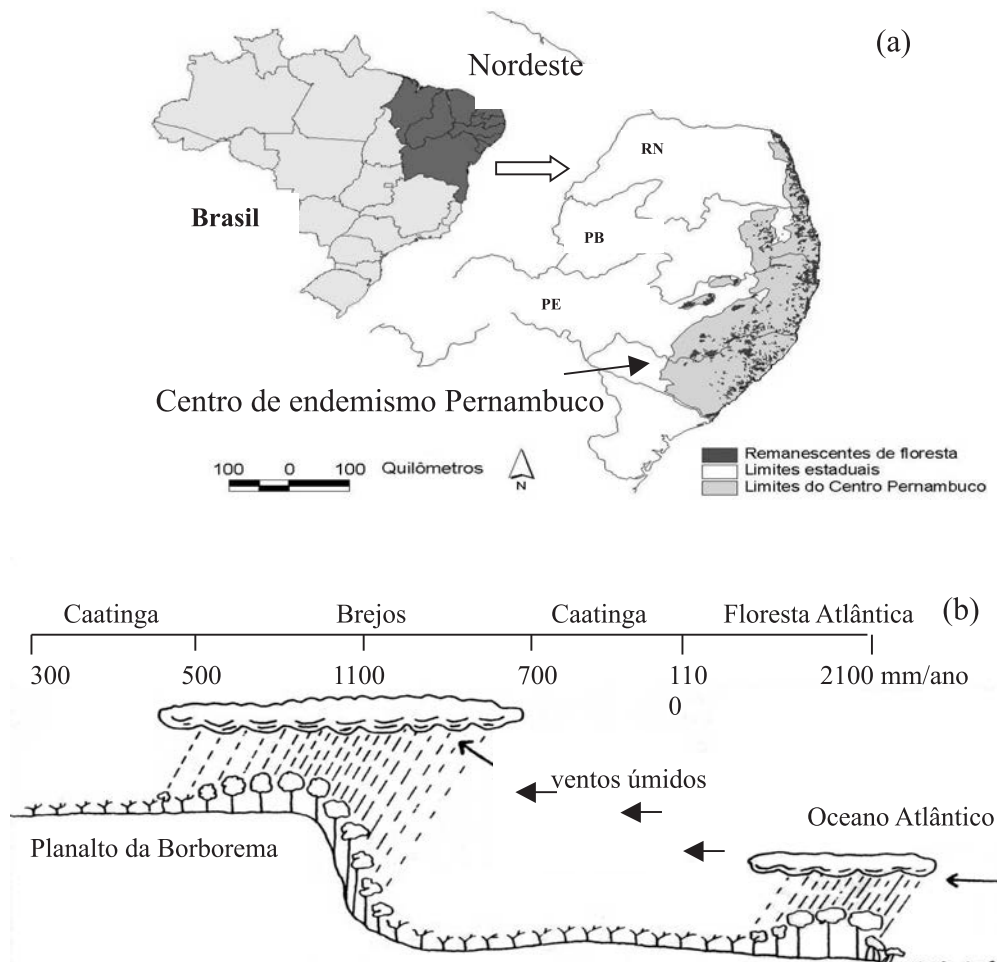 (a)
Nordeste
RN
Brasil
PB
PE
Centro de endemismo Pernambuco
100 0 100 Quilômetros
N
Remanescentes de floresta
Limites estaduais
Limites do Centro Pernambuco
(b)
Caatinga Brejos Caatinga Floresta Atlântica
300 500 1100 700 110 2100 mm/ano
0
ventos úmidos
Oceano Atlântico
Planalto da Borborema